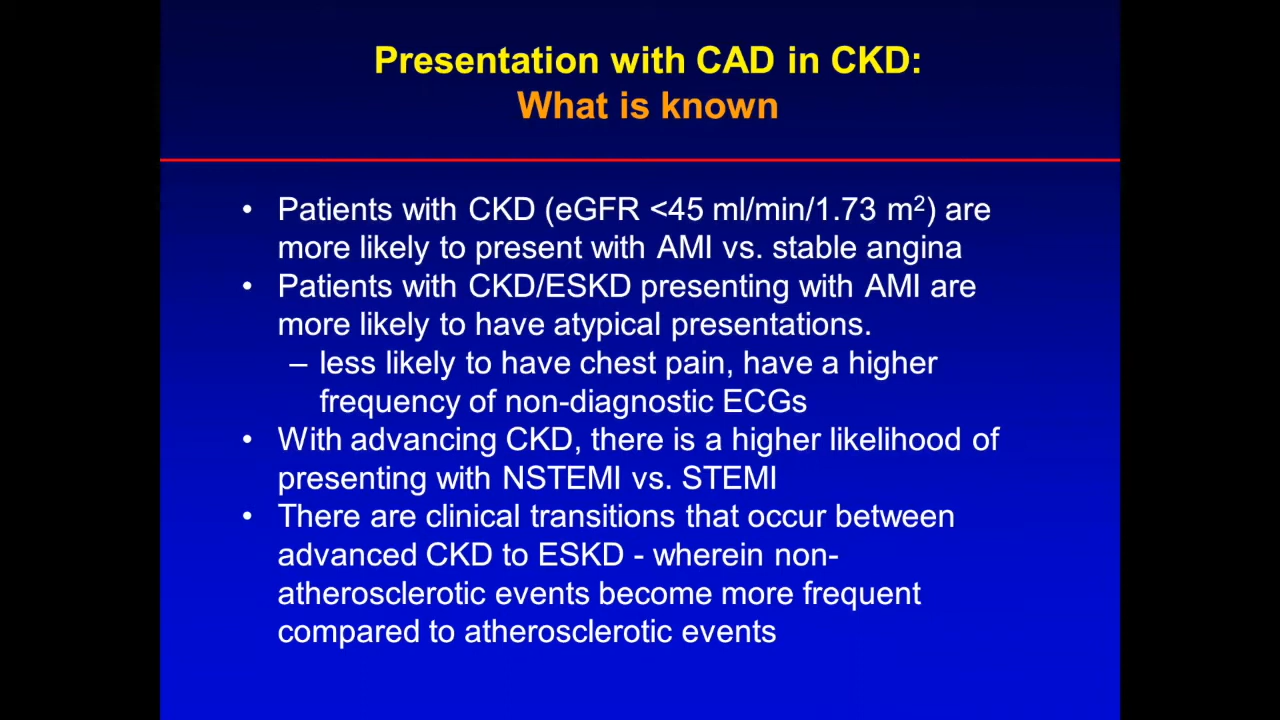 Presentation with CAD in CKD:
What is known
• Patients with CKD (eGFR <45 ml/min/1.73 m²) are
more likely to present with AMI vs. stable angina
• Patients with CKD/ESKD presenting with AMI are
more likely to have atypical presentations.
– less likely to have chest pain, have a higher
frequency of non-diagnostic ECGs
• With advancing CKD, there is a higher likelihood of
presenting with NSTEMI vs. STEMI
• There are clinical transitions that occur between
advanced CKD to ESKD - wherein non-
atherosclerotic events become more frequent
compared to atherosclerotic events